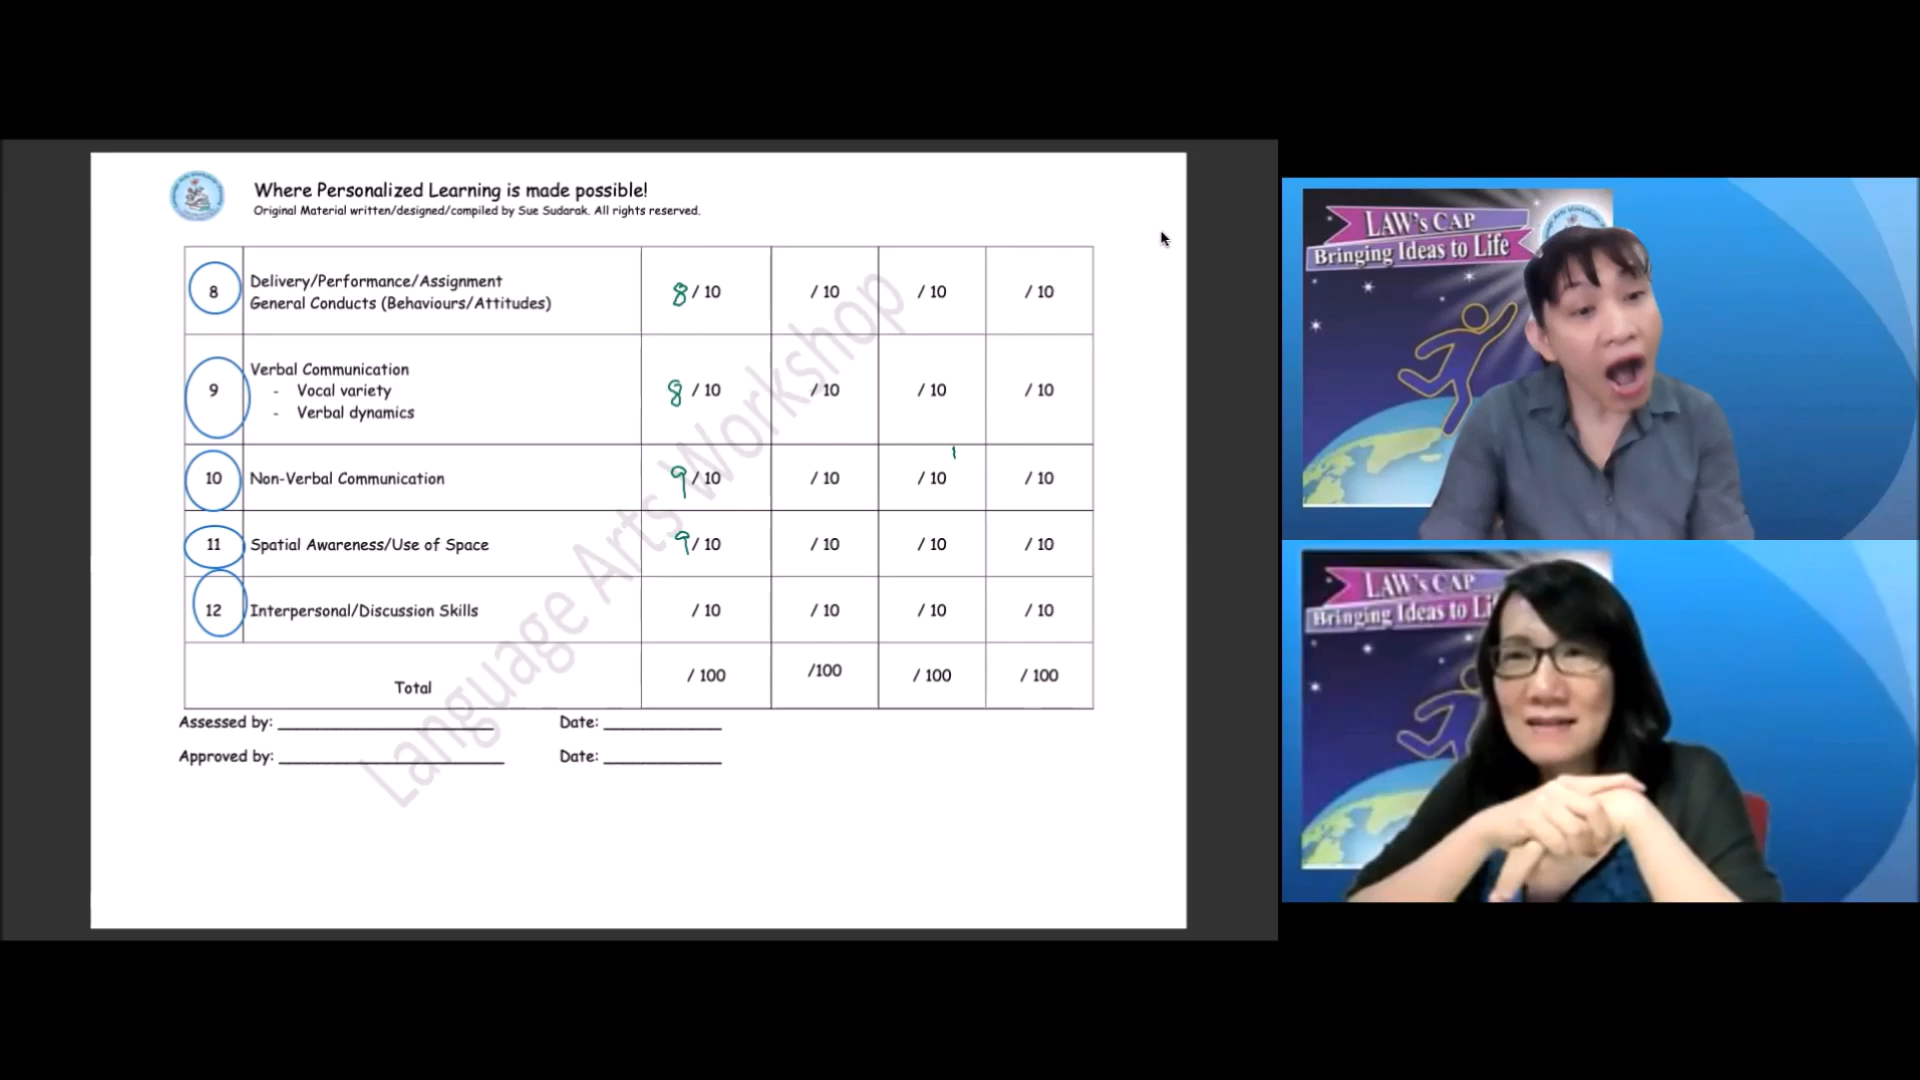 Where Personalized Learning is made possible!
Original Material written/designed/compiled by Sue Sudarak. All rights reserved.
8 Delivery/Performance/Assignment General Conducts (Behaviours/Attitudes) 8 / 10 / 10 / 10 / 10
9 Verbal Communication 8 / 10 / 10 / 10 / 10
- Vocal variety
- Verbal dynamics
10 Non-Verbal Communication 9 / 10 / 10 / 10 / 10
11 Spatial Awareness/Use of Space 9 / 10 / 10 / 10 / 10
12 Interpersonal/Discussion Skills / 10 / 10 / 10 / 10
Total / 100 /100 / 100 / 100
Assessed by: Date:
Approved by: Date:
Language Arts Workshop
LAW's CAP
Bringing Ideas to Life
LAW's CAP
Bringing Ideas to Li